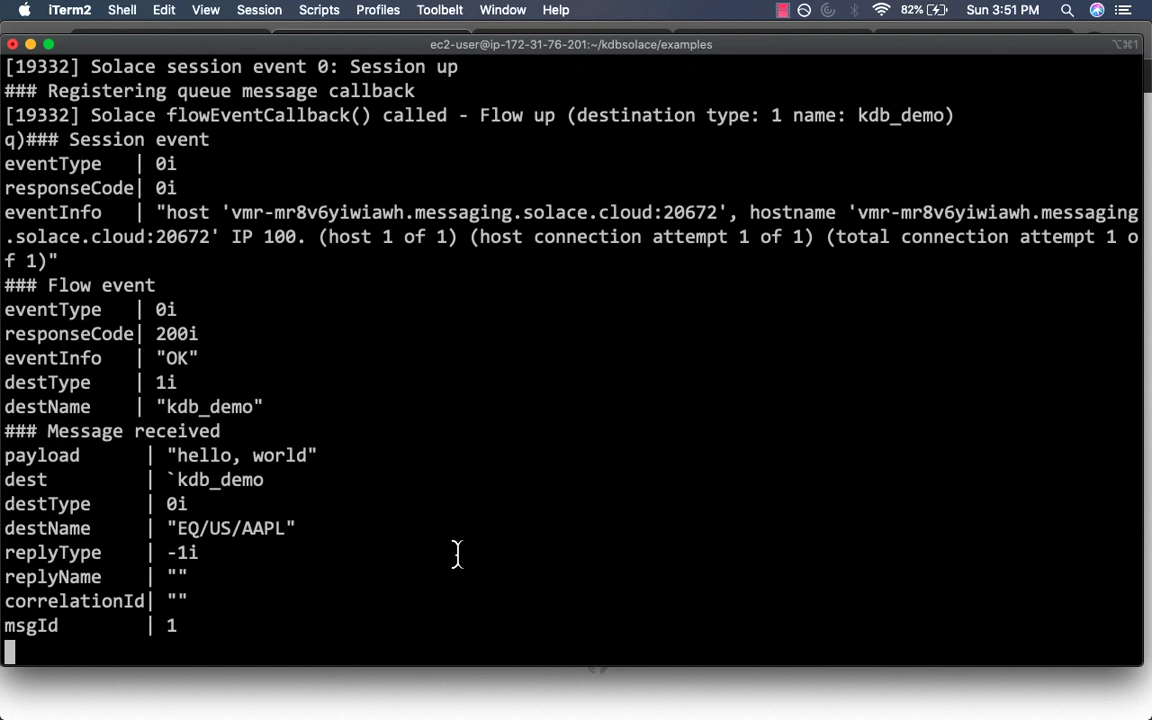 iTerm2 Shell Edit View Session Scripts Profiles Toolbelt Window Help 82% Sun 3:51 PM
ec2-user@ip-172-31-76-201:~/kdbsolace/examples ⌥⌘1
[19332] Solace session event 0: Session up
### Registering queue message callback
[19332] Solace flowEventCallback() called - Flow up (destination type: 1 name: kdb_demo)
q)### Session event
eventType   | 0i
responseCode| 0i
eventInfo   | "host 'vmr-mr8v6yiwiawh.messaging.solace.cloud:20672', hostname 'vmr-mr8v6yiwiawh.messaging
.solace.cloud:20672' IP 100. (host 1 of 1) (host connection attempt 1 of 1) (total connection attempt 1 o
f 1)"
### Flow event
eventType   | 0i
responseCode| 200i
eventInfo   | "OK"
destType    | 1i
destName    | "kdb_demo"
### Message received
payload      | "hello, world"
dest         | `kdb_demo
destType     | 0i
destName     | "EQ/US/AAPL"
replyType    | -1i
replyName    | ""
correlationId| ""
msgId        | 1